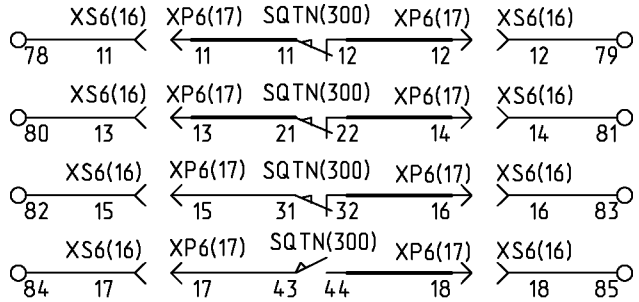 XS6(16) XP6(17) SQTN(300) XP6(17) XS6(16)
78 11 11 11 12 12 12 79
XS6(16) XP6(17) SQTN(300) XP6(17) XS6(16)
80 13 13 21 22 14 14 81
XS6(16) XP6(17) SQTN(300) XP6(17) XS6(16)
82 15 15 31 32 16 16 83
XS6(16) XP6(17) SQTN(300) XP6(17) XS6(16)
84 17 17 43 44 18 18 85